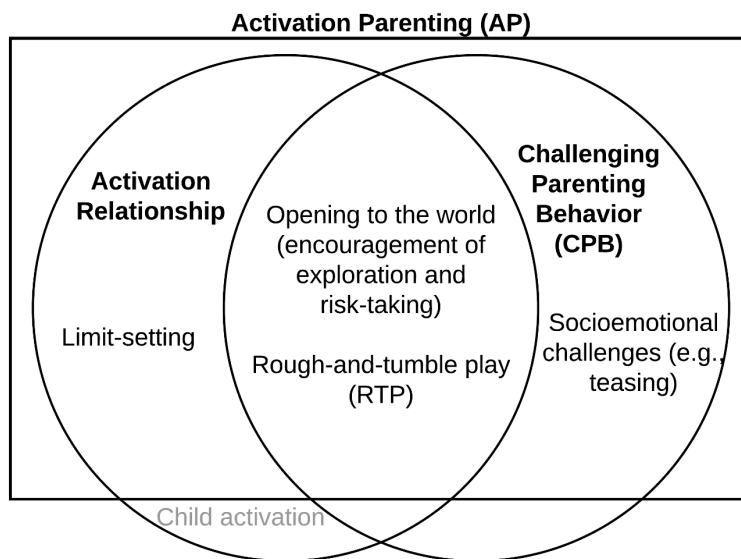 Activation Parenting (AP)
Activation
Relationship
Limit-setting
Opening to the world
(encouragement of
exploration and
risk-taking)
Rough-and-tumble play
(RTP)
Challenging
Parenting
Behavior
(CPB)
Socioemotional
challenges (e.g.,
teasing)
Child activation